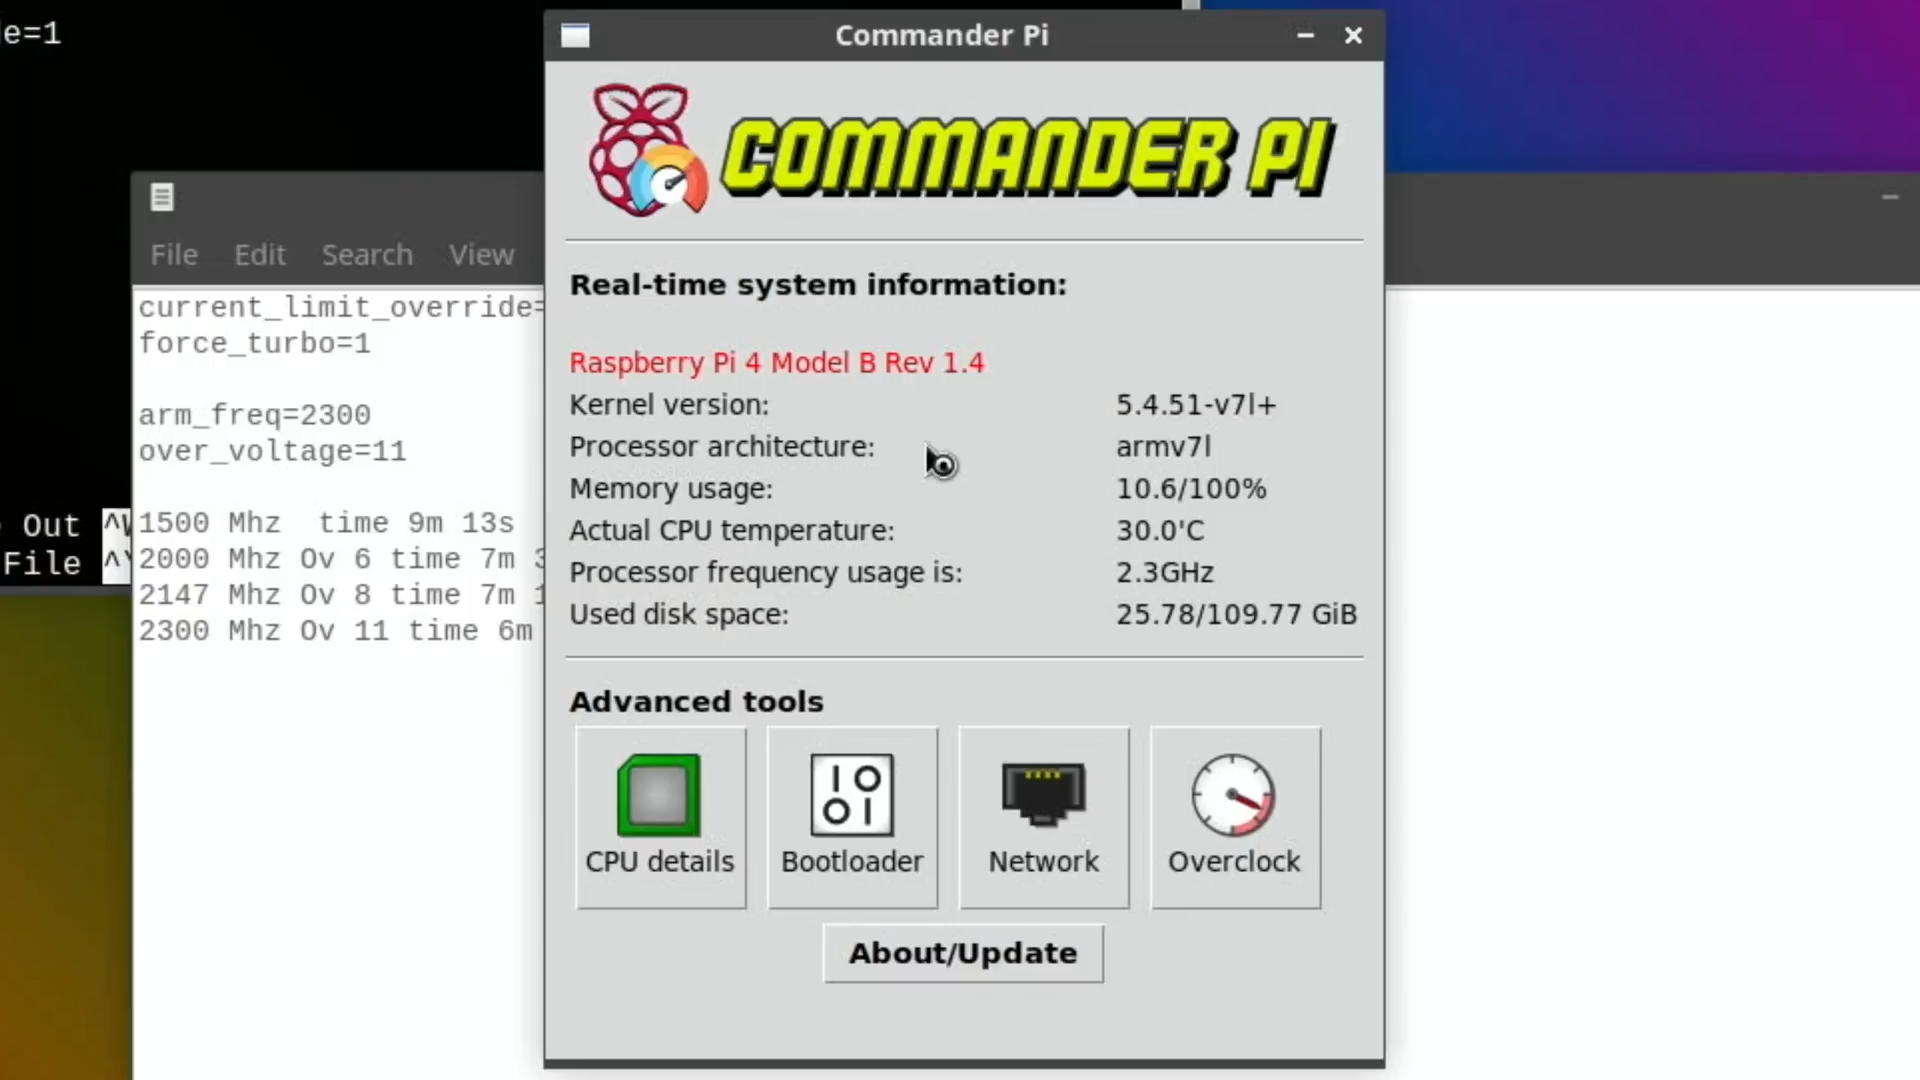 e=1
Commander Pi
COMMANDER PI
File Edit Search View
Real-time system information:
current_limit_override=
force_turbo=1
Raspberry Pi 4 Model B Rev 1.4
Kernel version: 5.4.51-v7l+
arm_freq=2300
Processor architecture: armv7l
over_voltage=11
Memory usage: 10.6/100%
Out ^
1500 Mhz  time 9m 13s
Actual CPU temperature: 30.0'C
File ^
2000 Mhz Ov 6 time 7m
Processor frequency usage is: 2.3GHz
2147 Mhz Ov 8 time 7m 1
Used disk space: 25.78/109.77 GiB
2300 Mhz Ov 11 time 6m
Advanced tools
CPU details
Bootloader
Network
Overclock
About/Update